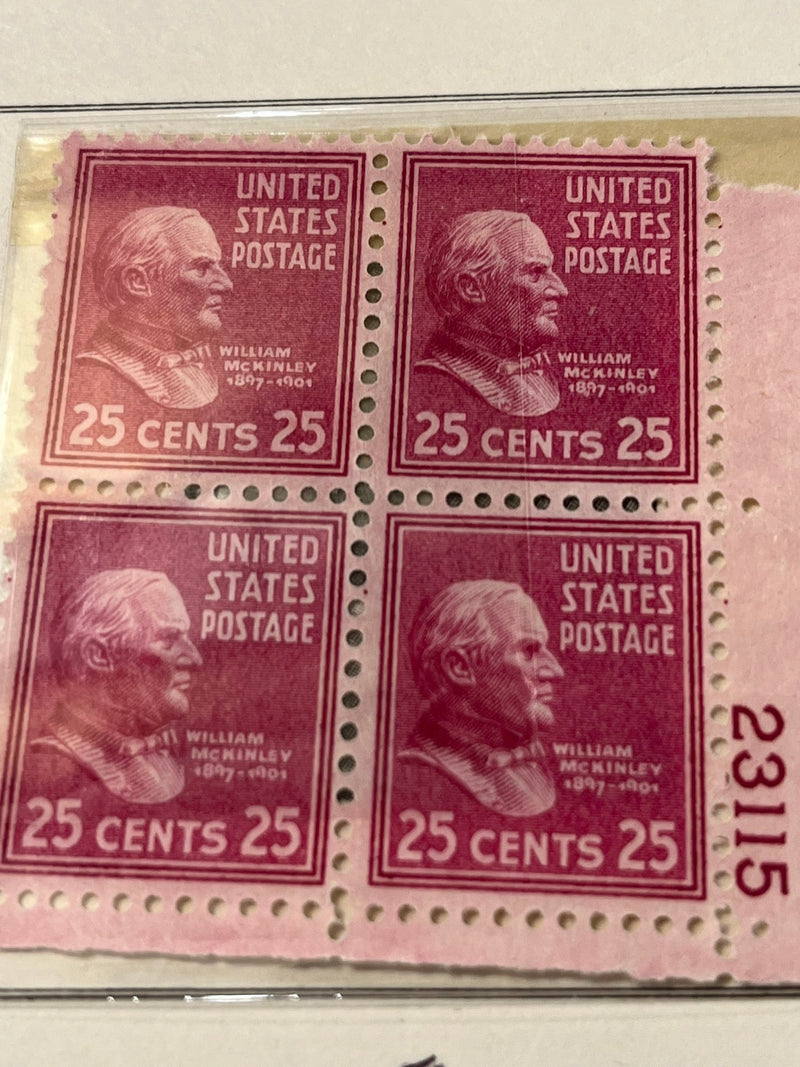 UNITED
STATES
POSTAGE
WILLIAM
McKINLEY
1897-1901
25 CENTS 25
UNITED
STATES
POSTAGE
WILLIAM
McKINLEY
1897-1901
25 CENTS 25
UNITED
STATES
POSTAGE
WILLIAM
McKINLEY
1897-1901
25 CENTS 25
UNITED
STATES
POSTAGE
WILLIAM
McKINLEY
1897-1901
25 CENTS 25
23115